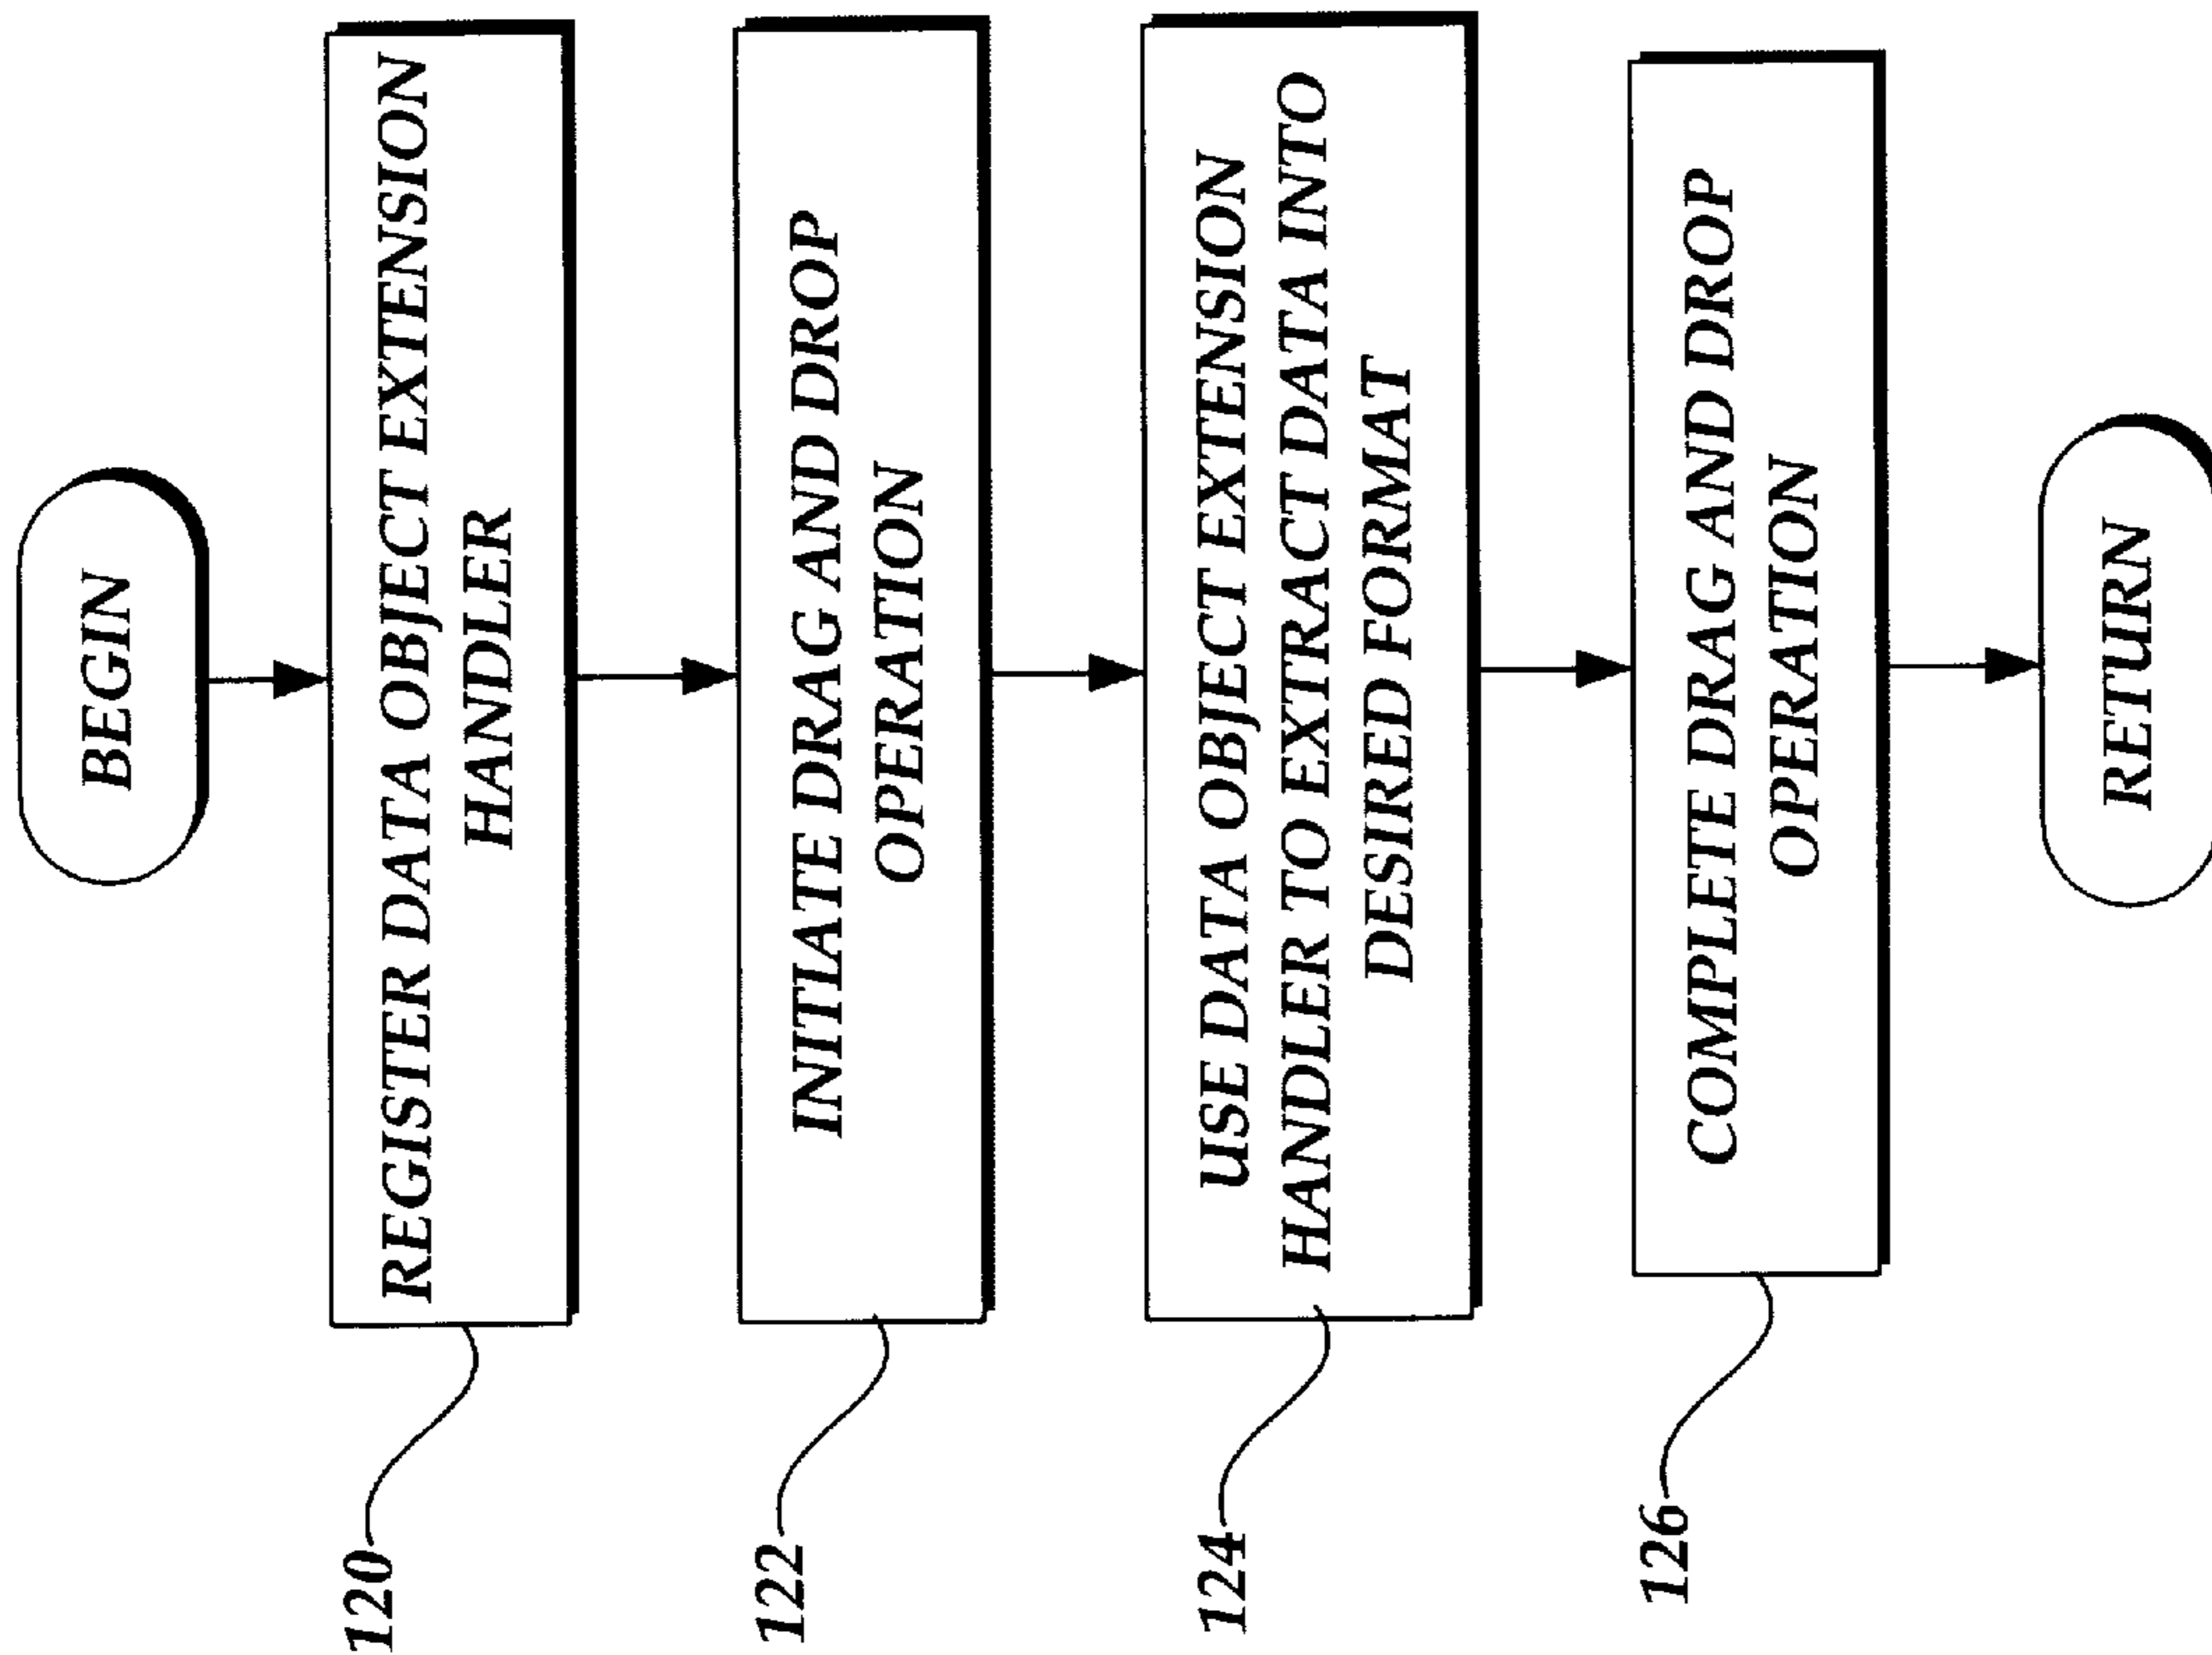 BEGIN
REGISTER DATA OBJECT EXTENSION
HANDLER
120
INITIATE DRAG AND DROP
OPERATION
122
USE DATA OBJECT EXTENSION
HANDLER TO EXTRACT DATA INTO
DESIRED FORMAT
124
COMPLETE DRAG AND DROP
OPERATION
126
RETURN